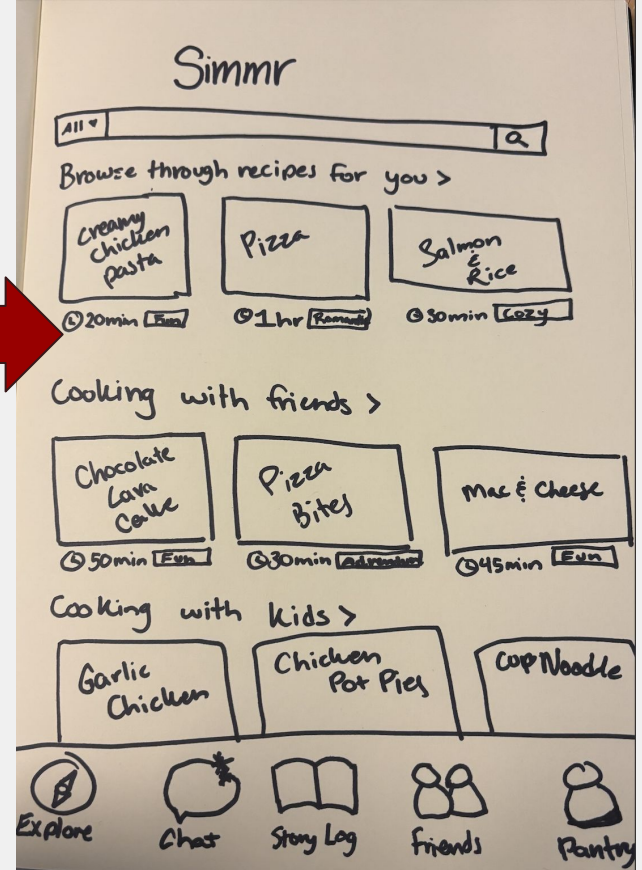 Simmr
All
Browse through recipes for you >
Creamy
Chicken
Pasta
Pizza
Salmon
&
Rice
20min Fun
1hr Romantic
30min Cozy
Cooking with friends >
Chocolate
Lava
Cake
Pizza
Bites
Mac & Cheese
50min Fun
30min
45min Fun
Cooking with kids >
Garlic
Chicken
Chicken
Pot Pies
Cup Noodle
Explore
Chat
Story Log
Friends
Pantry